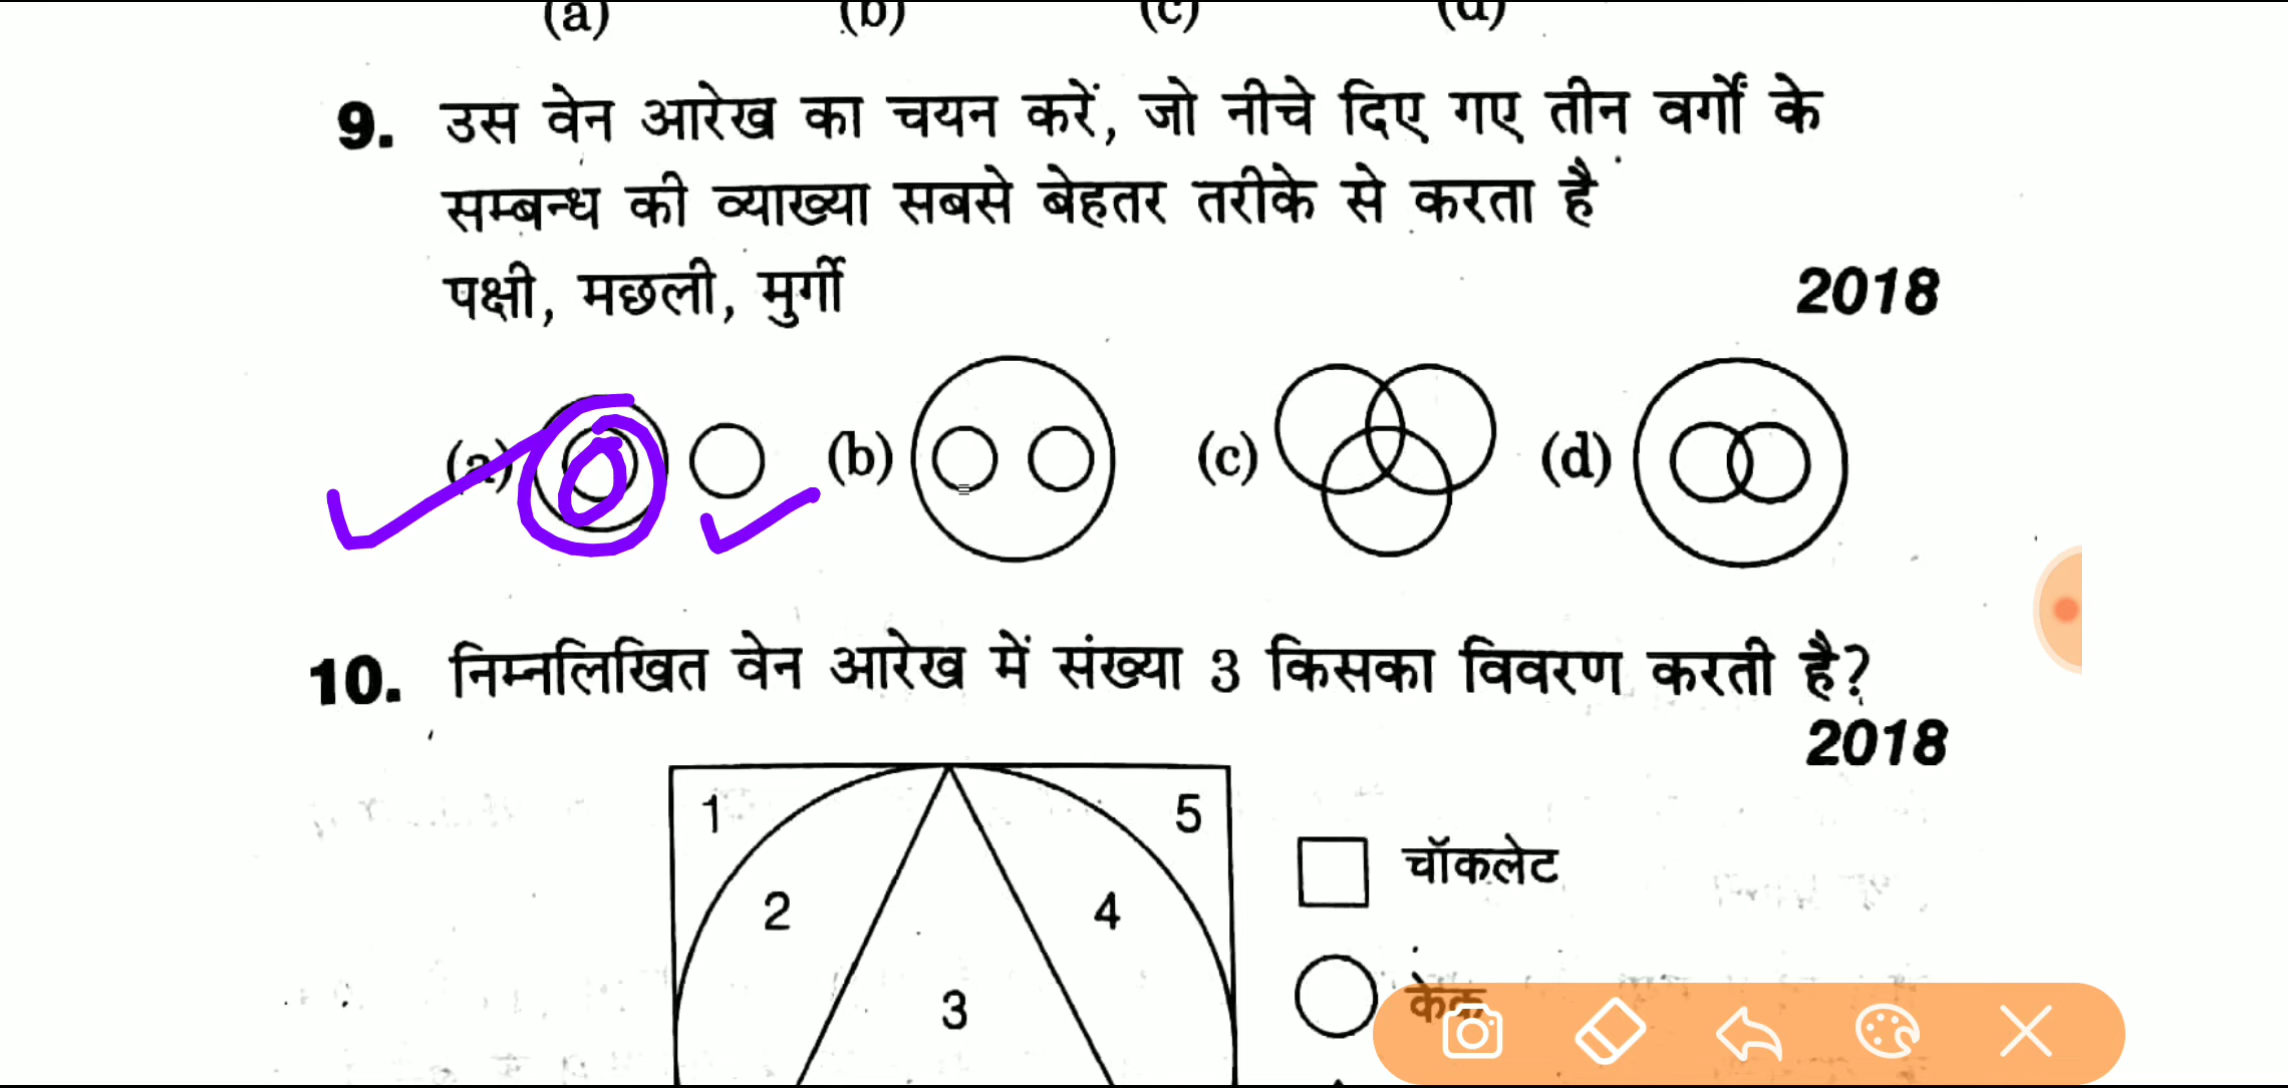 (a) (b) (c) (d)
9. उस वेन आरेख का चयन करें, जो नीचे दिए गए तीन वर्गों के
सम्बन्ध की व्याख्या सबसे बेहतर तरीके से करता है
पक्षी, मछली, मुर्गी 2018
(a) (b) (c) (d)
10. निम्नलिखित वेन आरेख में संख्या 3 किसका विवरण करती है?
2018
1 5
चॉकलेट
2 4
केक
3